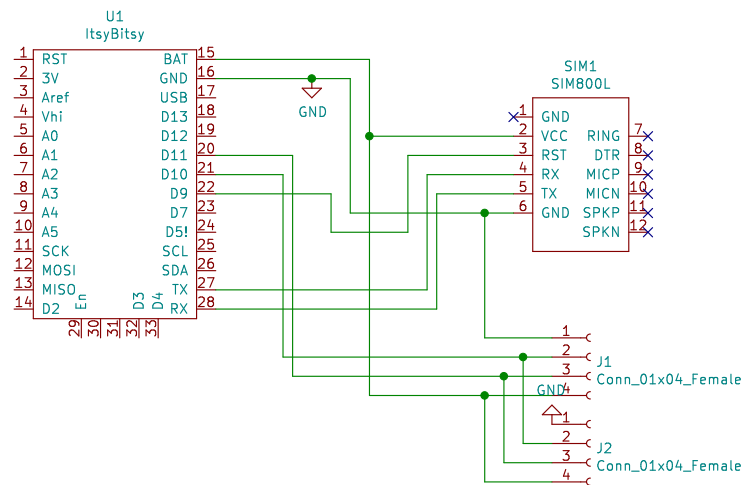 U1
ItsyBitsy
1 RST BAT 15
2 3V GND 16
3 Aref USB 17
4 Vhi D13 18
5 A0 D12 19
6 A1 D11 20
7 A2 D10 21
8 A3 D9 22
9 A4 D7 23
10 A5 D5! 24
11 SCK SCL 25
12 MOSI SDA 26
13 MISO TX 27
14 D2 RX 28
En D3 D4
29 30 31 32 33
GND
SIM1
SIM800L
1 GND
2 VCC RING 7
3 RST DTR 8
4 RX MICP 9
5 TX MICN 10
6 GND SPKP 11
SPKN 12
1
2
J1
3
Conn_01x04_Female
4
GND
1
2
J2
3
Conn_01x04_Female
4